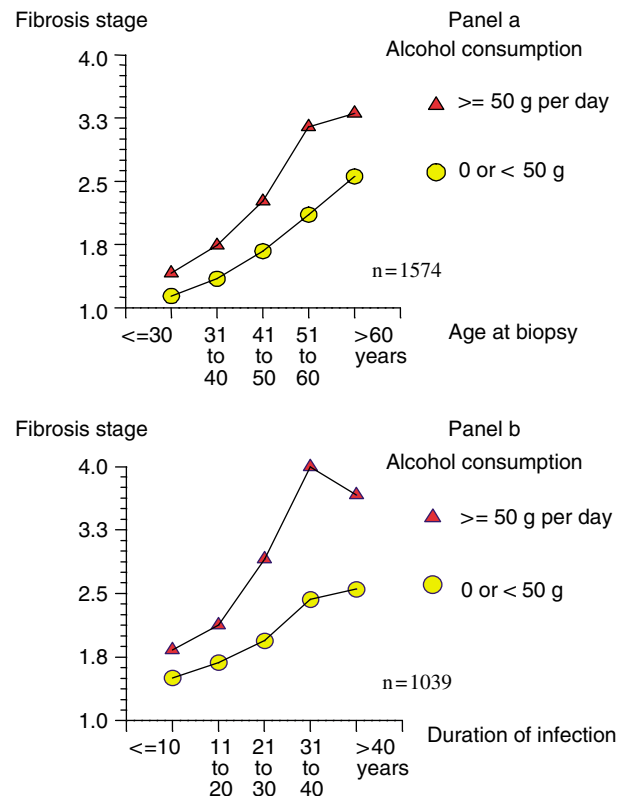 Fibrosis stage
Panel a
Alcohol consumption
4.0
3.3
2.5
1.8
1.0
>= 50 g per day
0 or < 50 g
n=1574
<=30
31 to 40
41 to 50
51 to 60
>60 years
Age at biopsy
Fibrosis stage
Panel b
Alcohol consumption
4.0
3.3
2.5
1.8
1.0
>= 50 g per day
0 or < 50 g
n=1039
<=10
11 to 20
21 to 30
31 to 40
>40 years
Duration of infection